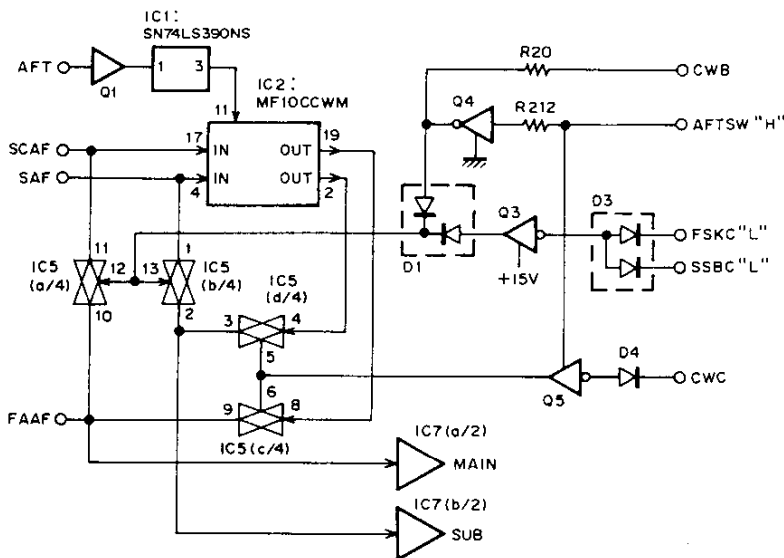 IC1:
SN74LS390NS
AFT
Q1
1 3
IC2:
MF10CCWM
R20
CWB
Q4
R212
AFTSW "H"
11
SCAF
17 IN OUT 19
SAF
4 IN OUT 2
Q3
D3
FSKC "L"
SSBC "L"
+15V
D1
11
1
IC5
(a/4)
12 13
IC5
(b/4)
10
2
IC5
(d/4)
3 4
5
D4
CWC
Q5
6
FAAF
9 8
IC5(c/4)
IC7(a/2)
MAIN
IC7(b/2)
SUB